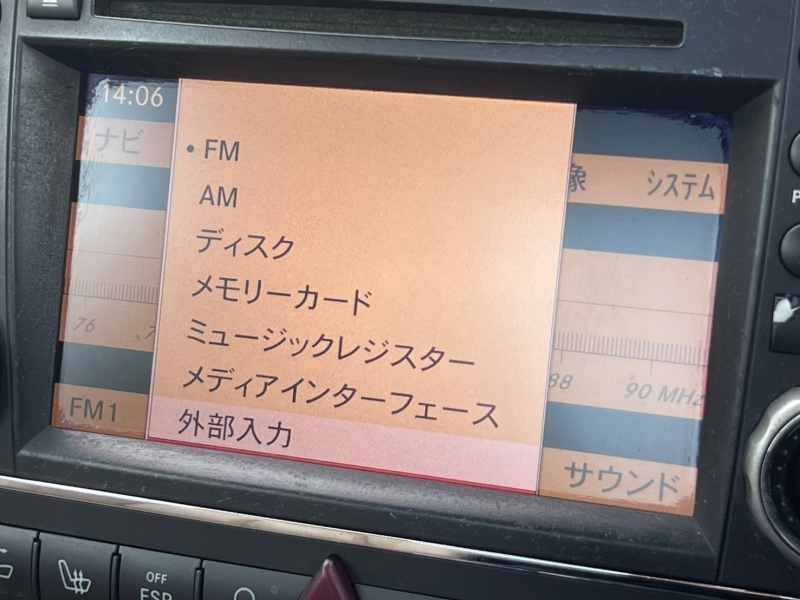 14:06
ナビ
象
システム
• FM
AM
ディスク
メモリーカード
ミュージックレジスター
メディアインターフェース
外部入力
76
88
90 MHz
FM1
サウンド
OFF
ESP